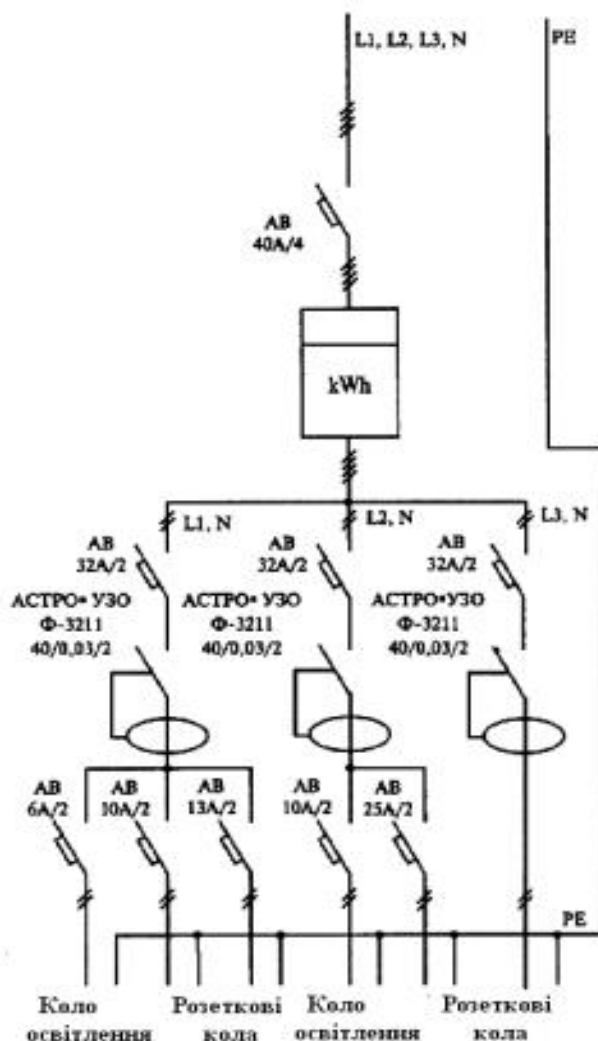 L1, L2, L3, N
PE
АВ
40А/4
kWh
L1, N
L2, N
L3, N
АВ
32А/2
АВ
32А/2
АВ
32А/2
АСТРО* УЗО
Ф-3211
40/0,03/2
АСТРО* УЗО
Ф-3211
40/0,03/2
АСТРО* УЗО
Ф-3211
40/0,03/2
АВ
6А/2
АВ
10А/2
АВ
13А/2
АВ
10А/2
АВ
25А/2
PE
Коло
освітлення
Розеткові
кола
Коло
освітлення
Розеткові
кола